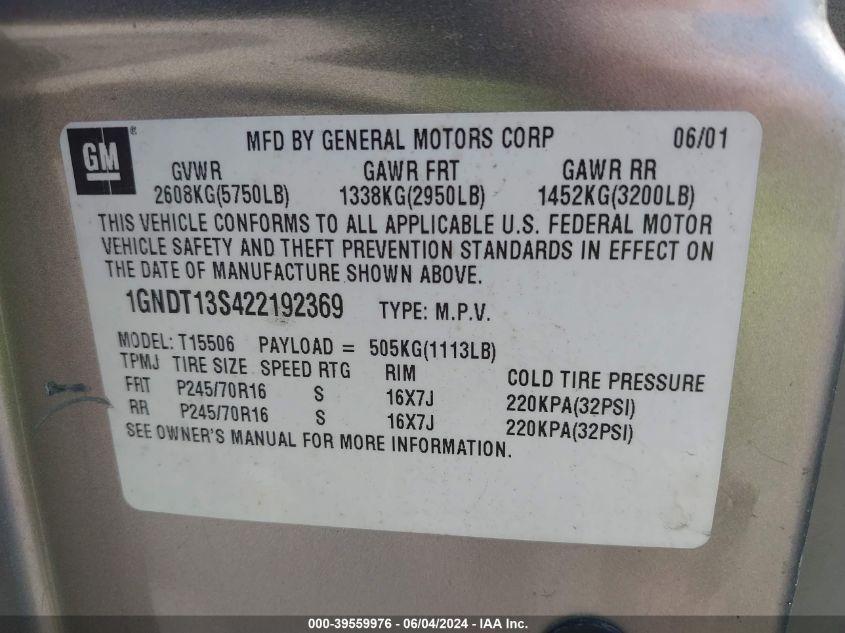 GM ® MFD BY GENERAL MOTORS CORP 06/01
GVWR GAWR FRT GAWR RR
2608KG(5750LB) 1338KG(2950LB) 1452KG(3200LB)
THIS VEHICLE CONFORMS TO ALL APPLICABLE U.S. FEDERAL MOTOR
VEHICLE SAFETY AND THEFT PREVENTION STANDARDS IN EFFECT ON
THE DATE OF MANUFACTURE SHOWN ABOVE.
1GNDT13S422192369 TYPE: M.P.V.
MODEL: T15506 PAYLOAD = 505KG(1113LB)
TPMJ TIRE SIZE SPEED RTG RIM COLD TIRE PRESSURE
FRT P245/70R16 S 16X7J 220KPA(32PSI)
RR P245/70R16 S 16X7J 220KPA(32PSI)
SEE OWNER'S MANUAL FOR MORE INFORMATION.
000-39559976 - 06/04/2024 - IAA Inc.